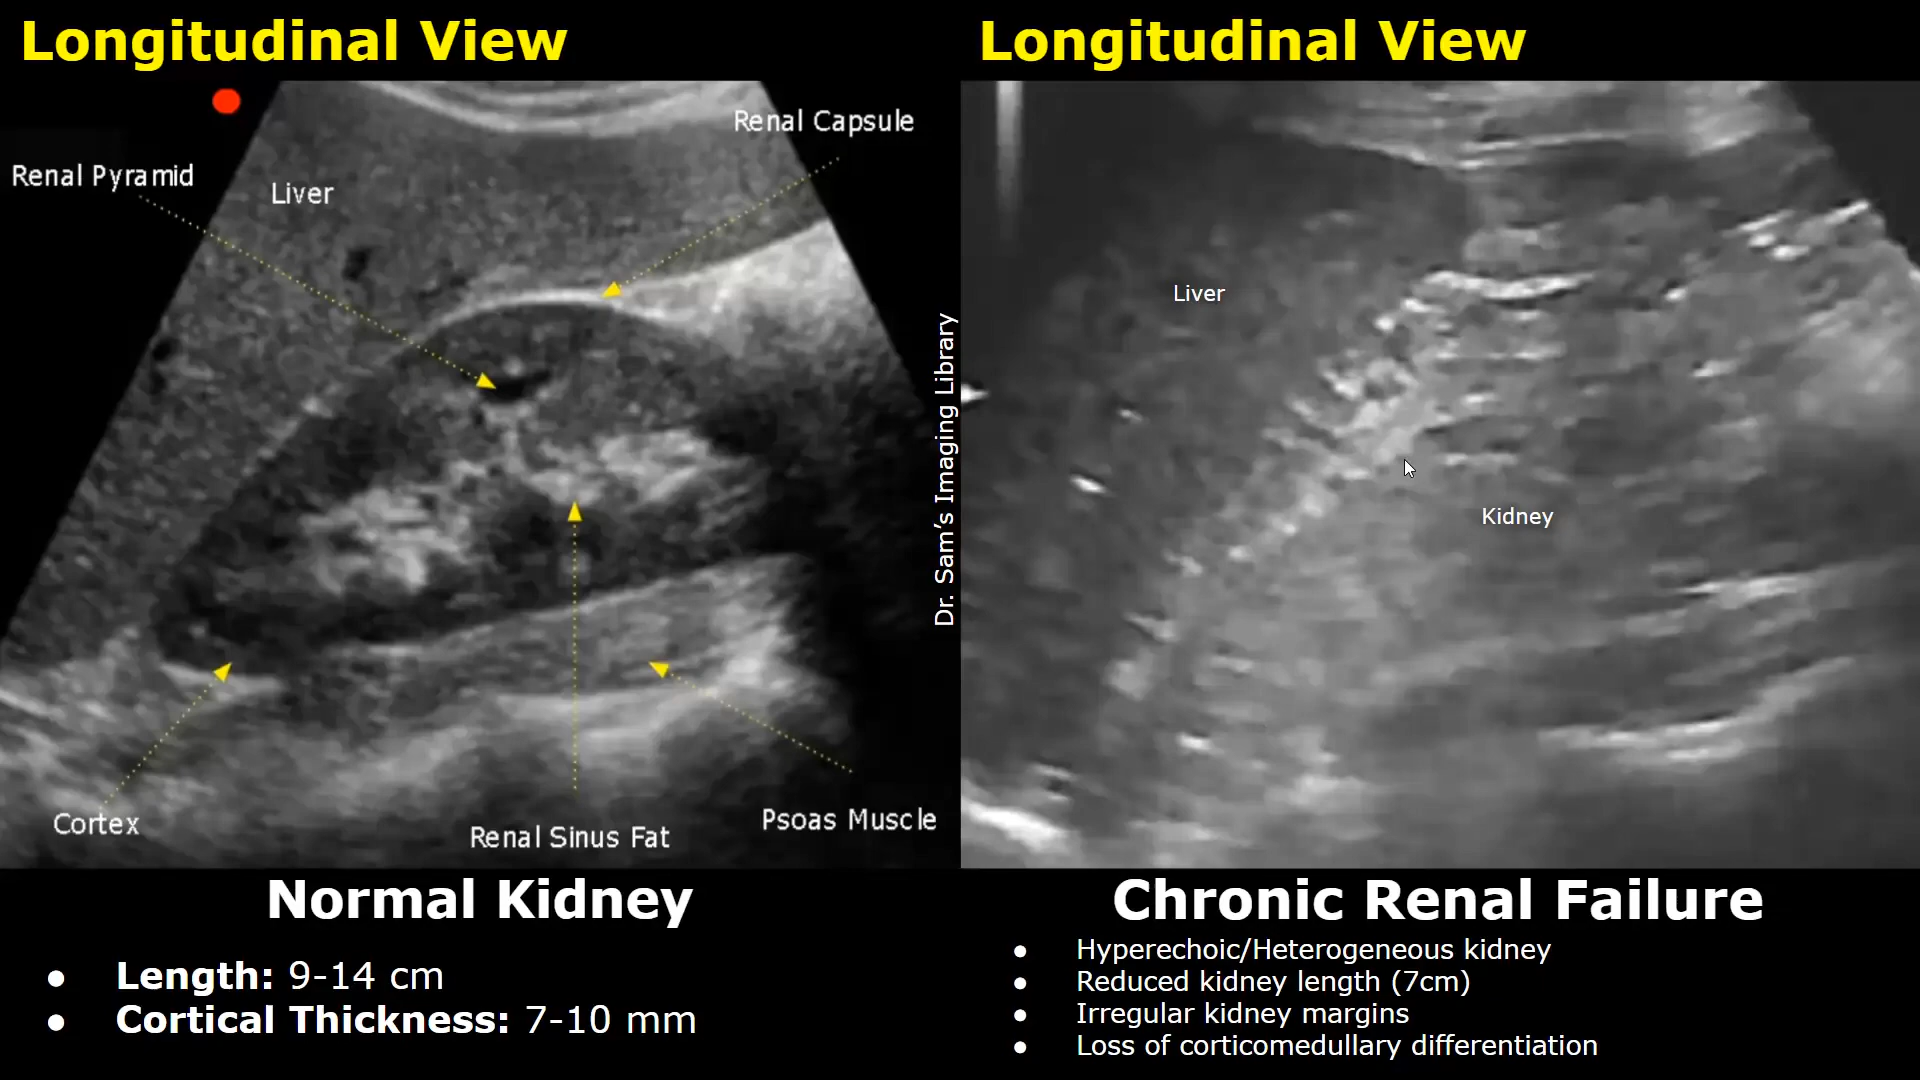 Longitudinal View
Renal Capsule
Renal Pyramid
Liver
Cortex
Renal Sinus Fat
Psoas Muscle
Normal Kidney
● Length: 9-14 cm
● Cortical Thickness: 7-10 mm
Dr. Sam’s Imaging Library
Longitudinal View
Liver
Kidney
Chronic Renal Failure
● Hyperechoic/Heterogeneous kidney
● Reduced kidney length (7cm)
● Irregular kidney margins
● Loss of corticomedullary differentiation